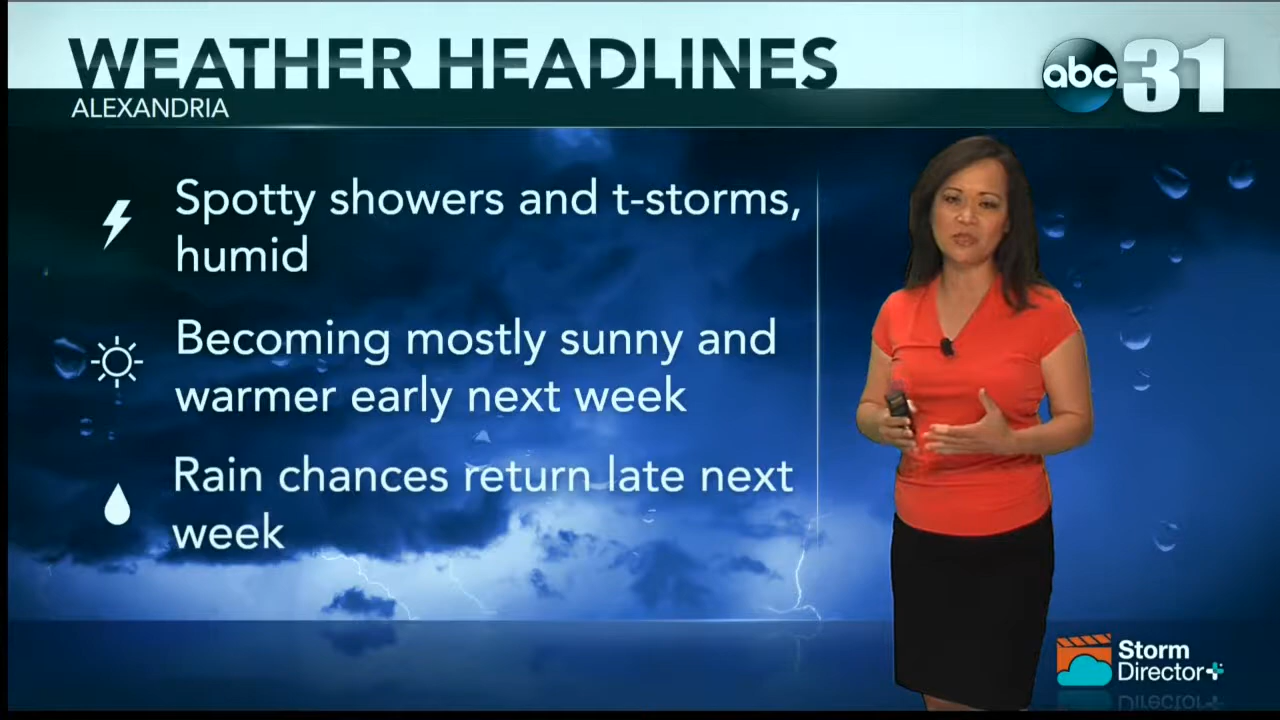 WEATHER HEADLINES
ALEXANDRIA
abc 31
Spotty showers and t-storms,
humid
Becoming mostly sunny and
warmer early next week
Rain chances return late next
week
Storm
Director+